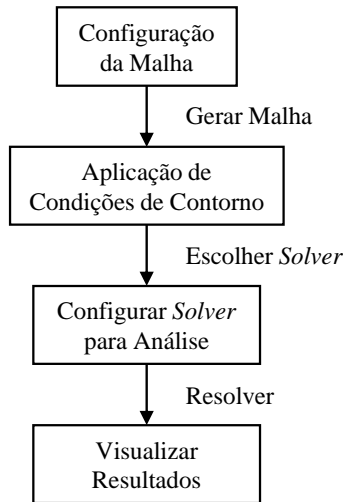 Configuração
da Malha
Gerar Malha
Aplicação de
Condições de Contorno
Escolher Solver
Configurar Solver
para Análise
Resolver
Visualizar
Resultados